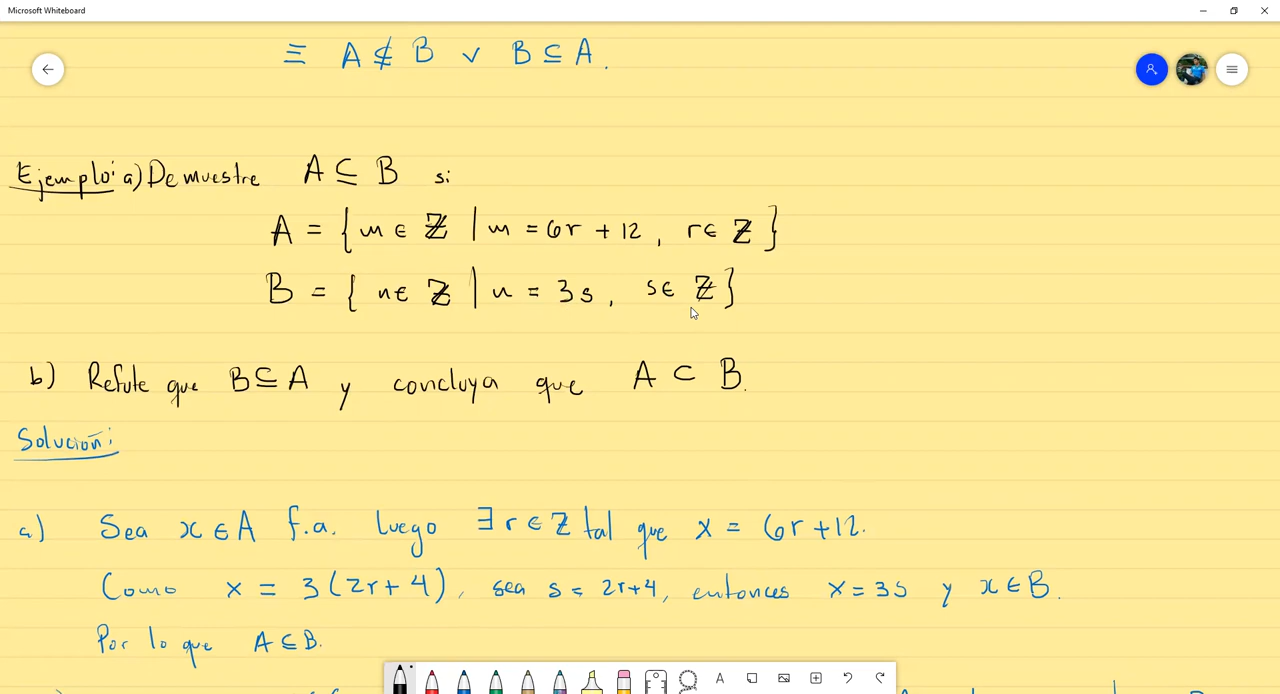 Microsoft Whiteboard
≡ A ⊄ B ∨ B ⊆ A.
Ejemplo: a) Demuestre A ⊆ B si
A = { m ∈ ℤ | m = 6r + 12, r ∈ ℤ }
B = { n ∈ ℤ | n = 3s, s ∈ ℤ }
b) Refute que B ⊆ A y concluya que A ⊂ B.
Solución:
a) Sea x ∈ A f.a. luego ∃ r ∈ ℤ tal que x = 6r + 12.
Como x = 3(2r + 4), sea s = 2r + 4, entonces x = 3s y x ∈ B.
Por lo que A ⊆ B.